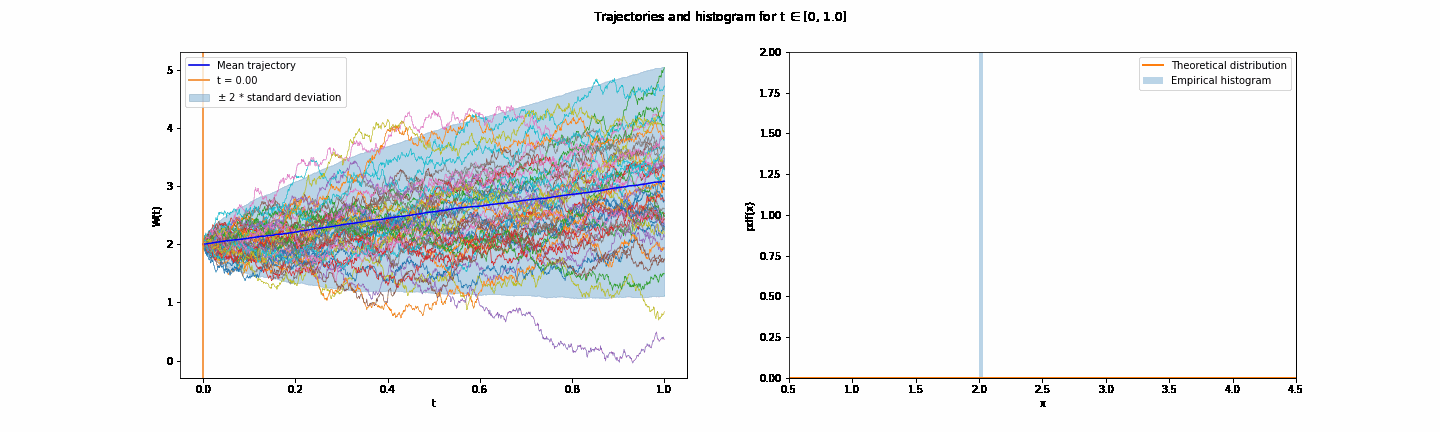 Trajectories and histogram for t ∈ [0, 1.0]
Mean trajectory
t = 0.00
± 2 * standard deviation
5
4
3
2
1
0
W(t)
0.0 0.2 0.4 0.6 0.8 1.0
t
Theoretical distribution
Empirical histogram
2.00
1.75
1.50
1.25
1.00
0.75
0.50
0.25
0.00
pdf(x)
0.5 1.0 1.5 2.0 2.5 3.0 3.5 4.0 4.5
x